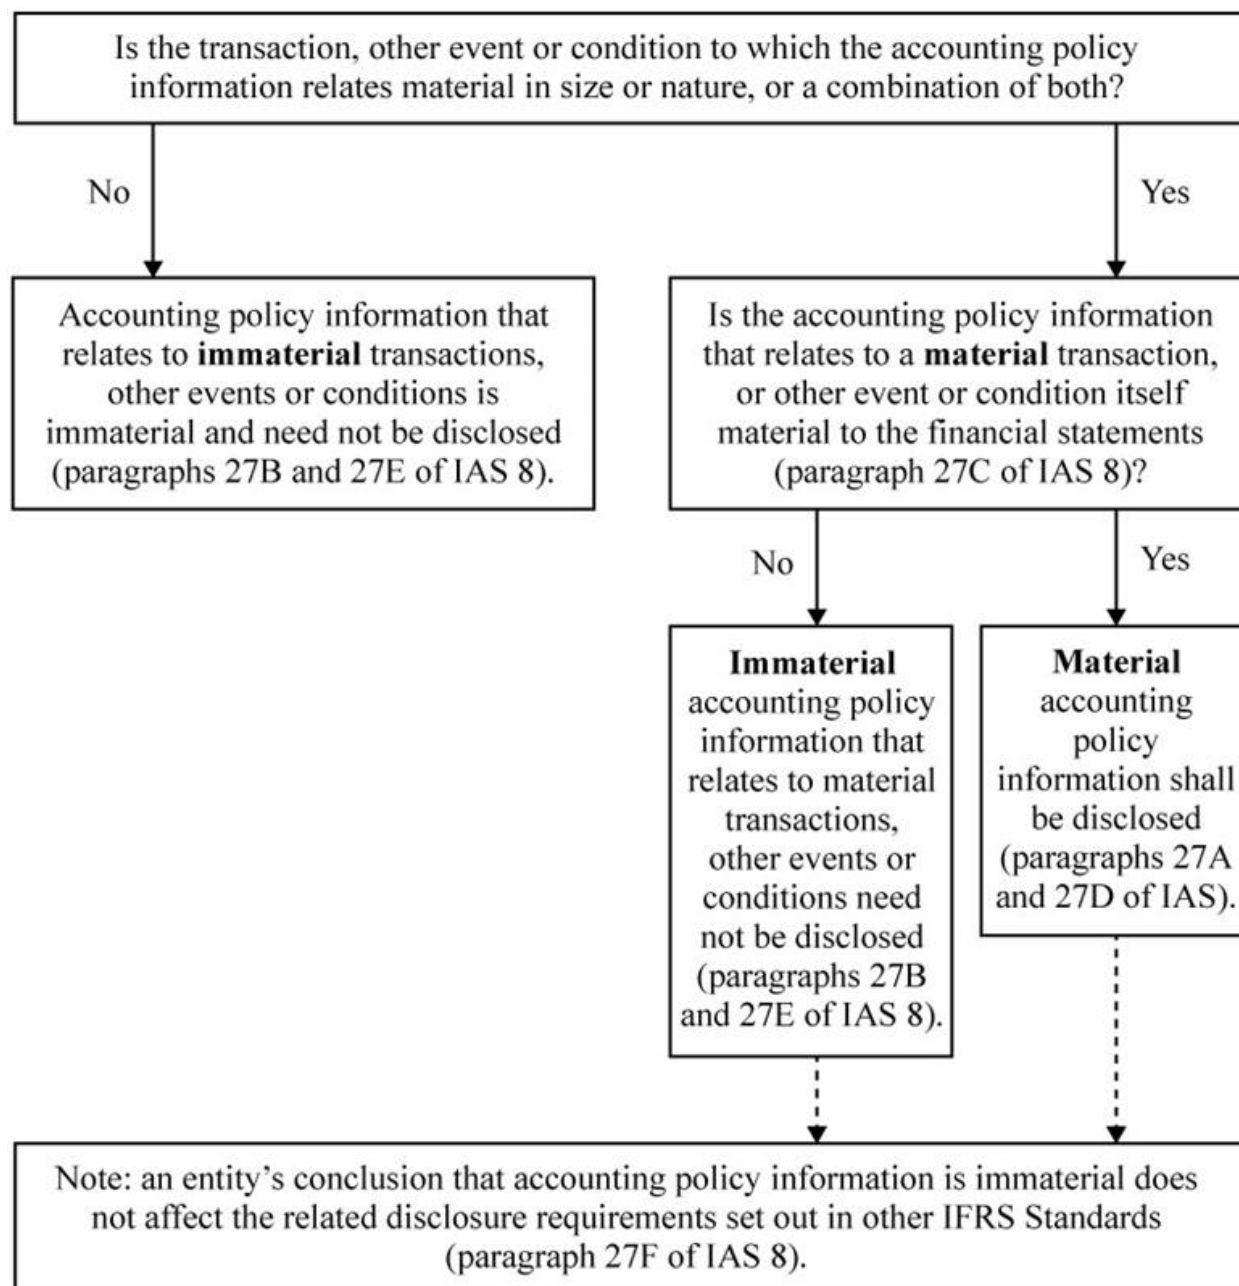 Is the transaction, other event or condition to which the accounting policy
information relates material in size or nature, or a combination of both?
No
Yes
Accounting policy information that
relates to immaterial transactions,
other events or conditions is
immaterial and need not be disclosed
(paragraphs 27B and 27E of IAS 8).
Is the accounting policy information
that relates to a material transaction,
or other event or condition itself
material to the financial statements
(paragraph 27C of IAS 8)?
No
Yes
Immaterial
accounting policy
information that
relates to material
transactions,
other events or
conditions need
not be disclosed
(paragraphs 27B
and 27E of IAS 8).
Material
accounting
policy
information shall
be disclosed
(paragraphs 27A
and 27D of IAS).
Note: an entity’s conclusion that accounting policy information is immaterial does
not affect the related disclosure requirements set out in other IFRS Standards
(paragraph 27F of IAS 8).